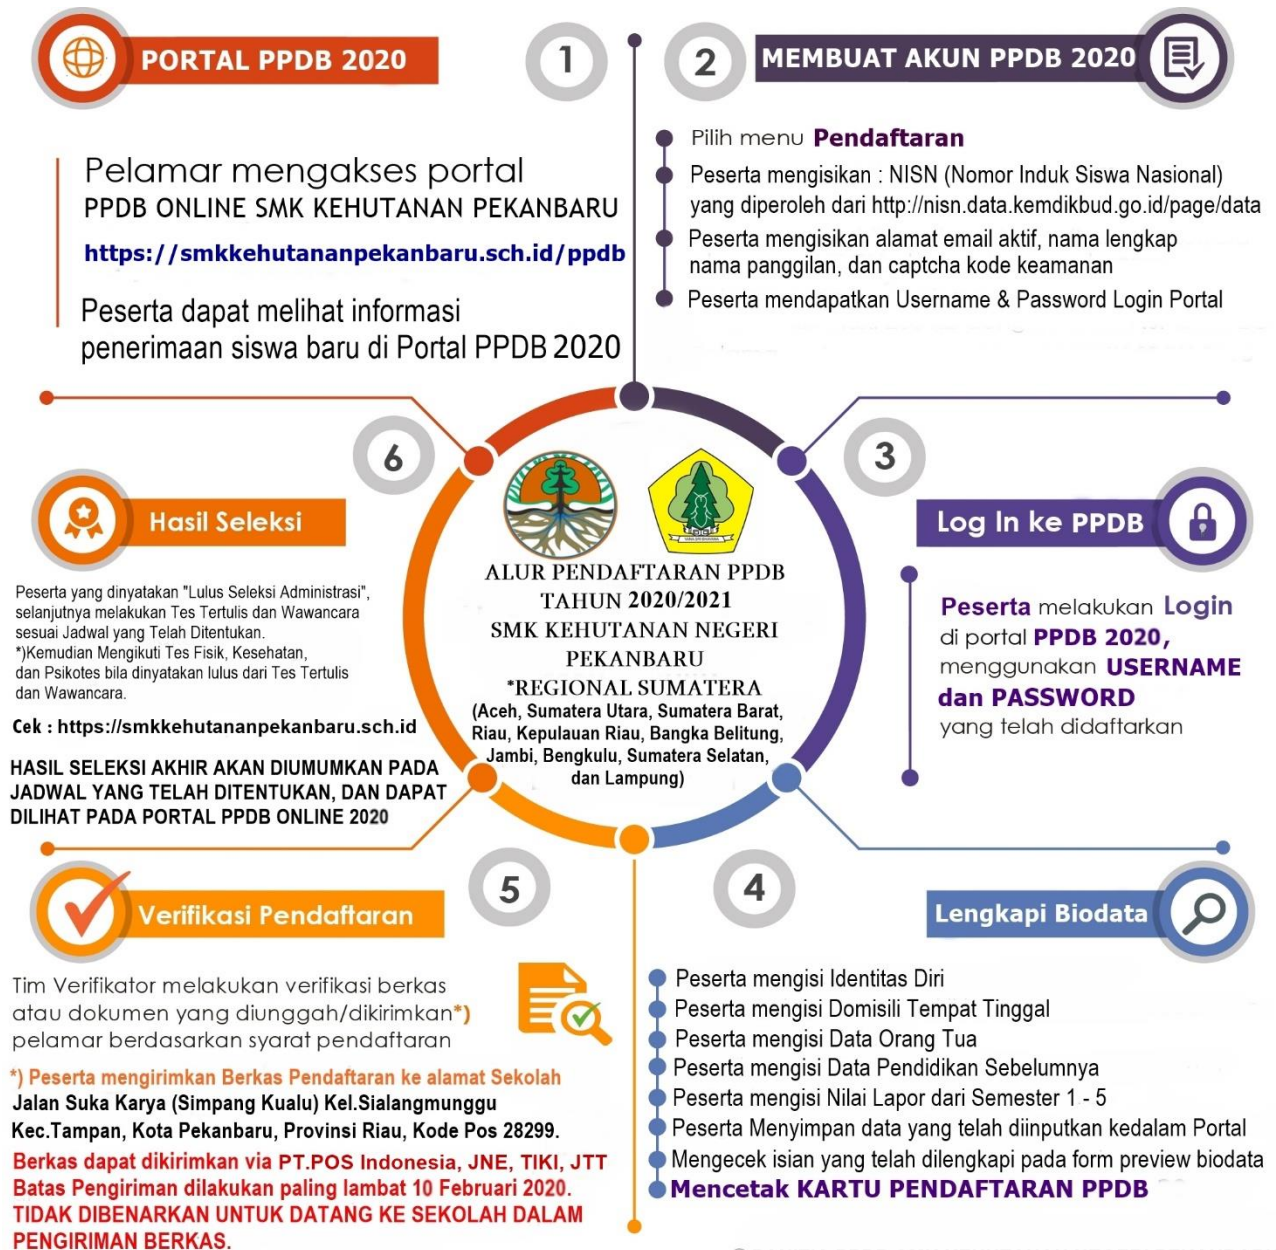 PORTAL PPDB 2020
1
Pelamar mengakses portal
PPDB ONLINE SMK KEHUTANAN PEKANBARU
https://smkkehutananpekanbaru.sch.id/ppdb
Peserta dapat melihat informasi
penerimaan siswa baru di Portal PPDB 2020
2
MEMBUAT AKUN PPDB 2020
Pilih menu Pendaftaran
Peserta mengisikan : NISN (Nomor Induk Siswa Nasional)
yang diperoleh dari http://nisn.data.kemdikbud.go.id/page/data
Peserta mengisikan alamat email aktif, nama lengkap
nama panggilan, dan captcha kode keamanan
Peserta mendapatkan Username & Password Login Portal
ALUR PENDAFTARAN PPDB
TAHUN 2020/2021
SMK KEHUTANAN NEGERI
PEKANBARU
*REGIONAL SUMATERA
(Aceh, Sumatera Utara, Sumatera Barat,
Riau, Kepulauan Riau, Bangka Belitung,
Jambi, Bengkulu, Sumatera Selatan,
dan Lampung)
3
Log In ke PPDB
Peserta melakukan Login
di portal PPDB 2020,
menggunakan USERNAME
dan PASSWORD
yang telah didaftarkan
4
Lengkapi Biodata
Peserta mengisi Identitas Diri
Peserta mengisi Domisili Tempat Tinggal
Peserta mengisi Data Orang Tua
Peserta mengisi Data Pendidikan Sebelumnya
Peserta mengisi Nilai Lapor dari Semester 1 - 5
Peserta Menyimpan data yang telah diinputkan kedalam Portal
Mengecek isian yang telah dilengkapi pada form preview biodata
Mencetak KARTU PENDAFTARAN PPDB
5
Verifikasi Pendaftaran
Tim Verifikator melakukan verifikasi berkas
atau dokumen yang diunggah/dikirimkan*)
pelamar berdasarkan syarat pendaftaran
*) Peserta mengirimkan Berkas Pendaftaran ke alamat Sekolah
Jalan Suka Karya (Simpang Kualu) Kel.Sialangmunggu
Kec.Tampan, Kota Pekanbaru, Provinsi Riau, Kode Pos 28299.
Berkas dapat dikirimkan via PT.POS Indonesia, JNE, TIKI, JTT
Batas Pengiriman dilakukan paling lambat 10 Februari 2020.
TIDAK DIBENARKAN UNTUK DATANG KE SEKOLAH DALAM
PENGIRIMAN BERKAS.
6
Hasil Seleksi
Peserta yang dinyatakan "Lulus Seleksi Administrasi",
selanjutnya melakukan Tes Tertulis dan Wawancara
sesuai Jadwal yang Telah Ditentukan.
*)Kemudian Mengikuti Tes Fisik, Kesehatan,
dan Psikotes bila dinyatakan lulus dari Tes Tertulis
dan Wawancara.
Cek : https://smkkehutananpekanbaru.sch.id
HASIL SELEKSI AKHIR AKAN DIUMUMKAN PADA
JADWAL YANG TELAH DITENTUKAN, DAN DAPAT
DILIHAT PADA PORTAL PPDB ONLINE 2020